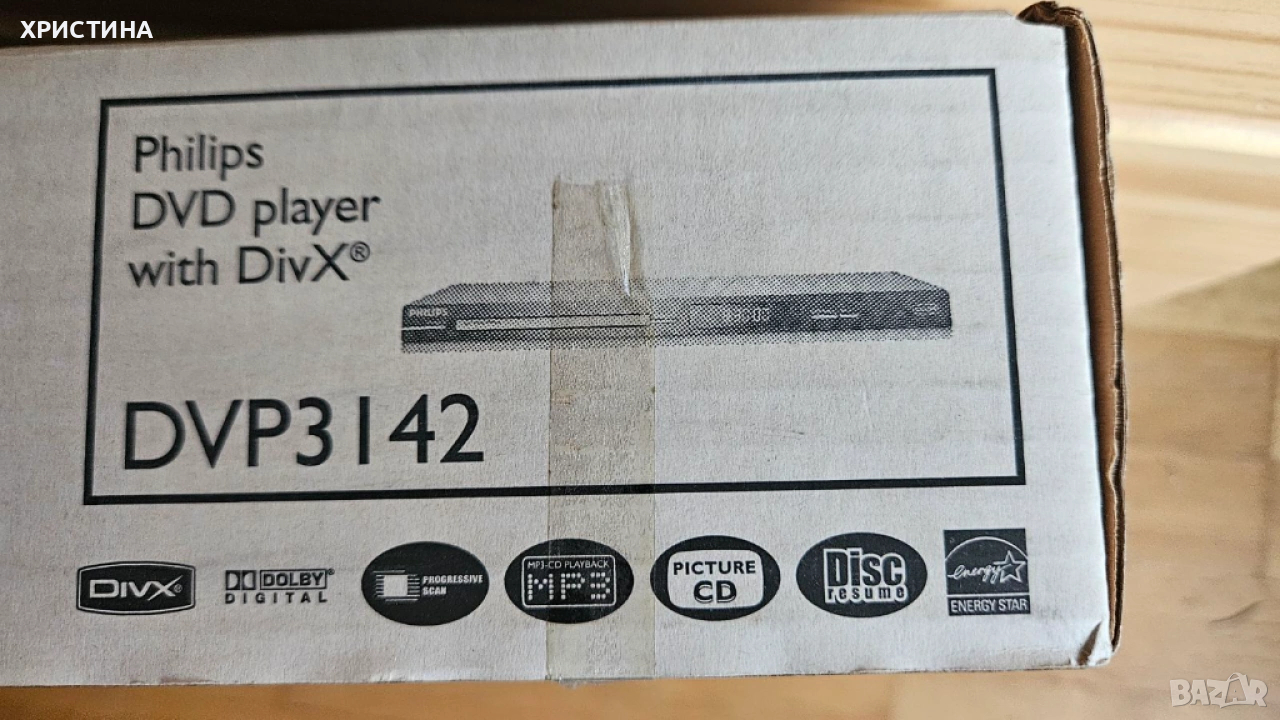 ХРИСТИНА
Philips
DVD player
with DivX®
PHILIPS
DVP3142
DIVX®
DOLBY®
DIGITAL
PROGRESSIVE
SCAN
MP3-CD PLAYBACK
MP3
PICTURE
CD
Disc
resume
energy
ENERGY STAR
BAZAR